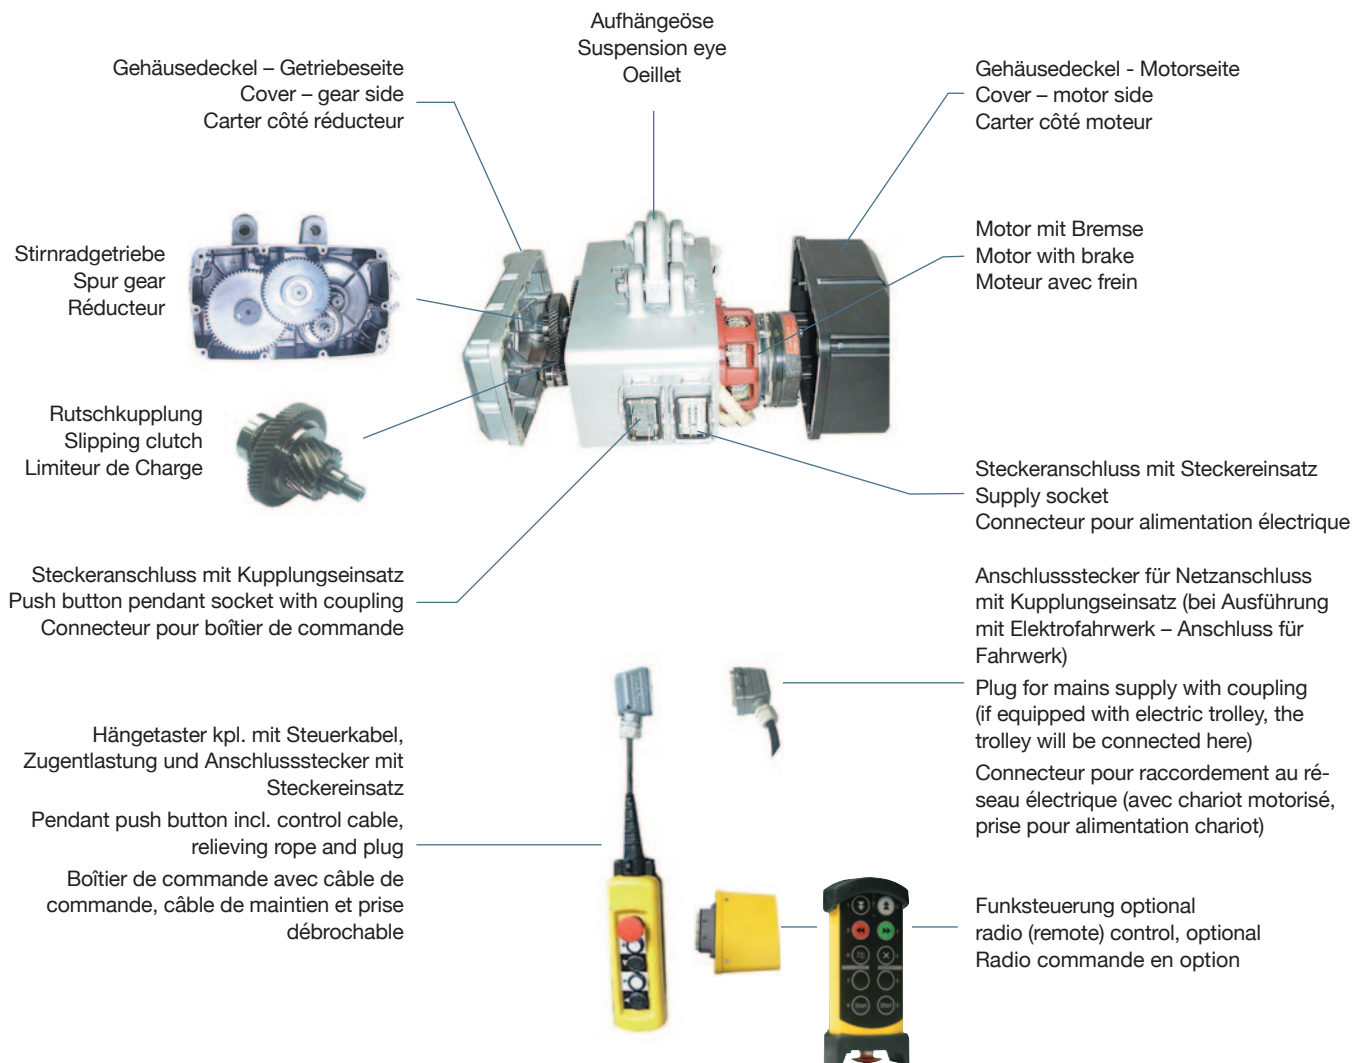 Aufhängeöse
Suspension eye
Oeillet
Gehäusedeckel – Getriebeseite
Cover – gear side
Carter côté réducteur
Gehäusedeckel - Motorseite
Cover – motor side
Carter côté moteur
Stirnradgetriebe
Spur gear
Réducteur
Motor mit Bremse
Motor with brake
Moteur avec frein
Rutschkupplung
Slipping clutch
Limiteur de Charge
Steckeranschluss mit Steckereinsatz
Supply socket
Connecteur pour alimentation électrique
Steckeranschluss mit Kupplungseinsatz
Push button pendant socket with coupling
Connecteur pour boîtier de commande
Anschlussstecker für Netzanschluss
mit Kupplungseinsatz (bei Ausführung
mit Elektrofahrwerk – Anschluss für
Fahrwerk)
Plug for mains supply with coupling
(if equipped with electric trolley, the
trolley will be connected here)
Connecteur pour raccordement au ré-
seau électrique (avec chariot motorisé,
prise pour alimentation chariot)
Hängetaster kpl. mit Steuerkabel,
Zugentlastung und Anschlussstecker mit
Steckereinsatz
Pendant push button incl. control cable,
relieving rope and plug
Boîtier de commande avec câble de
commande, câble de maintien et prise
débrochable
Funksteuerung optional
radio (remote) control, optional
Radio commande en option
Start